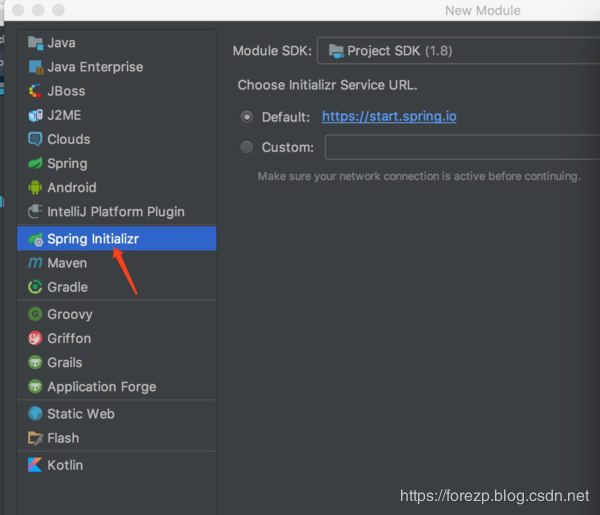 New Module
Java
Java Enterprise
JBoss
J2ME
Clouds
Spring
Android
IntelliJ Platform Plugin
Spring Initializr
Maven
Gradle
Groovy
Griffon
Grails
Application Forge
Static Web
Flash
Kotlin
Module SDK: Project SDK (1.8)
Choose Initializr Service URL.
Default: https://start.spring.io
Custom:
Make sure your network connection is active before continuing.
https://forezp.blog.csdn.net